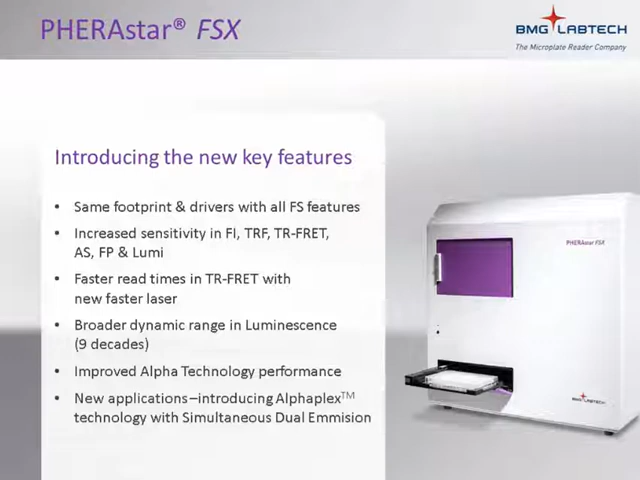 PHERAstar® FSX
BMG LABTECH
The Microplate Reader Company
Introducing the new key features
• Same footprint & drivers with all FS features
• Increased sensitivity in FI, TRF, TR-FRET,
AS, FP & Lumi
• Faster read times in TR-FRET with
new faster laser
• Broader dynamic range in Luminescence
(9 decades)
• Improved Alpha Technology performance
• New applications–introducing Alphaplex™
technology with Simultaneous Dual Emmision
PHERAstar FSX
BMG LABTECH